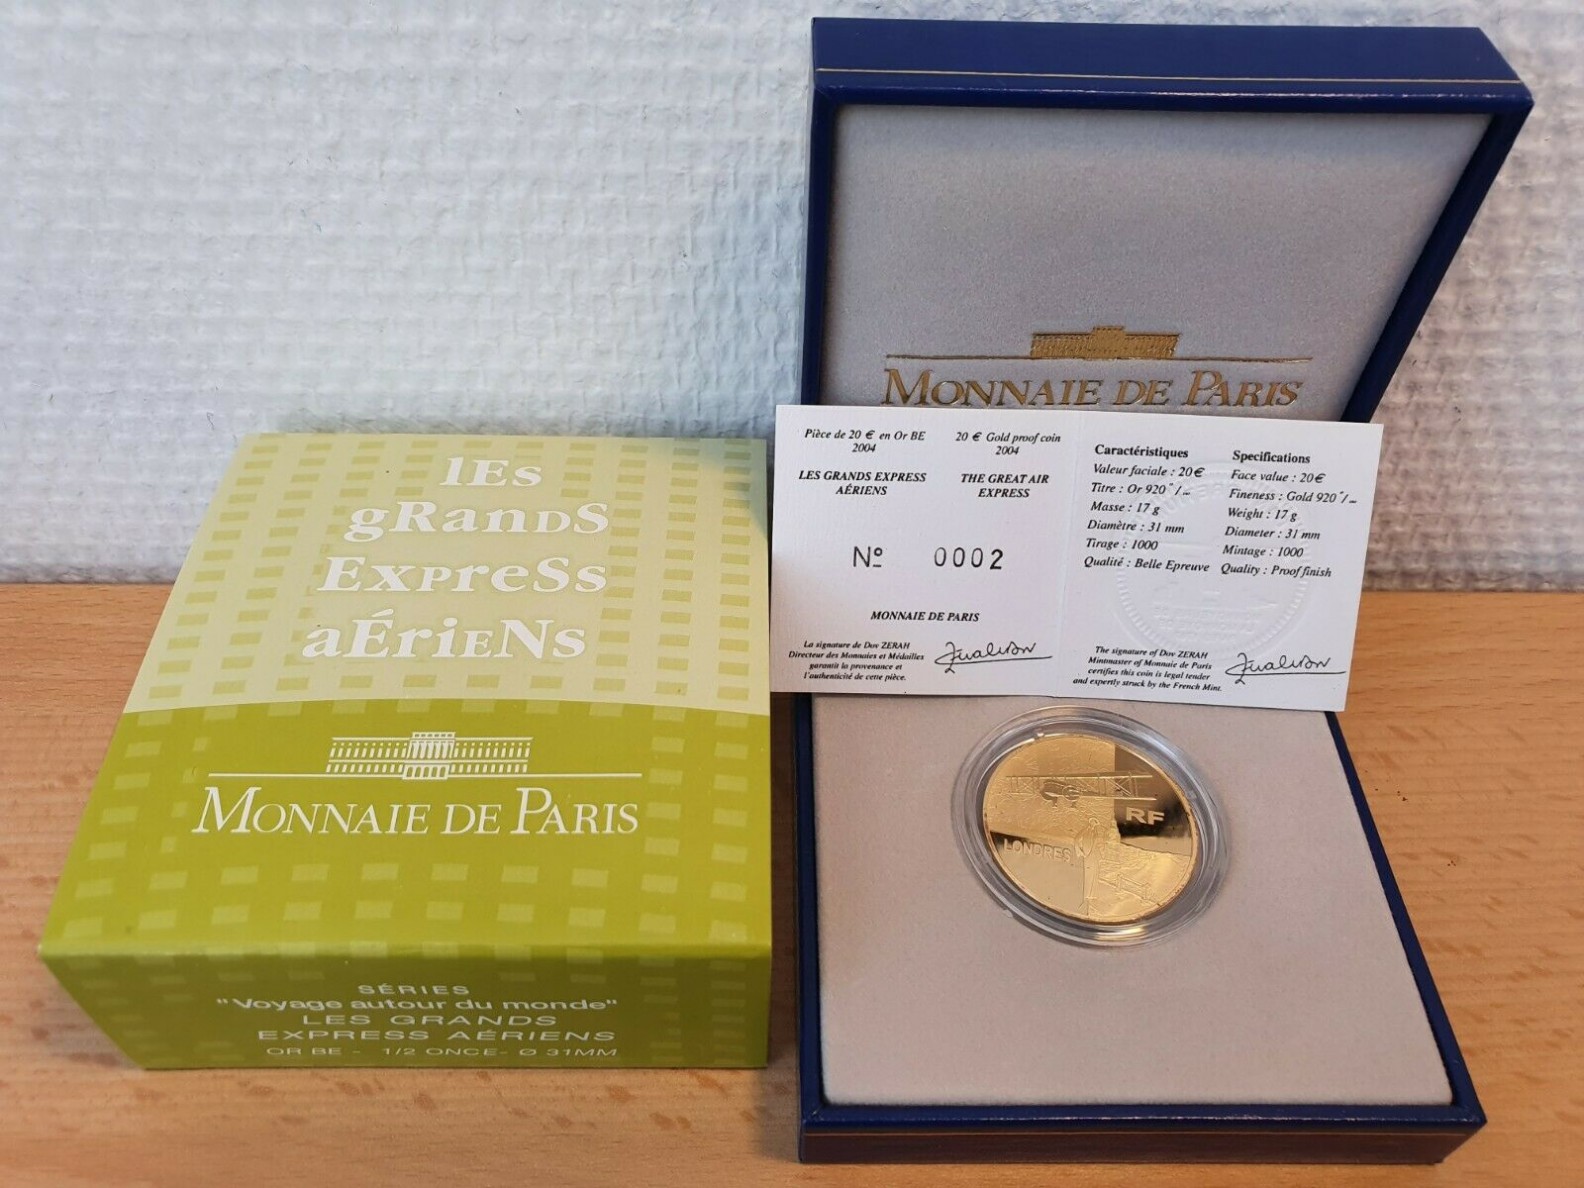 lEs
gRanDS
ExpreSs
aÉriENs
MONNAIE DE PARIS
SÉRIES
"Voyage autour du monde"
LES GRANDS
EXPRESS AÉRIENS
OR BE - 1/2 ONCE- Ø 31MM
MONNAIE DE PARIS
Pièce de 20 € en Or BE
2004
LES GRANDS EXPRESS
AÉRIENS
20 € Gold proof coin
2004
THE GREAT AIR
EXPRESS
Nº 0002
MONNAIE DE PARIS
La signature de Dov ZERAH
Directeur des Monnaies et Médailles
garantit la provenance et
l'authenticité de cette pièce.
Caractéristiques
Valeur faciale : 20 €
Titre : Or 920°/...
Masse : 17 g
Diamètre : 31 mm
Tirage : 1000
Qualité : Belle Epreuve
Specifications
Face value : 20 €
Fineness : Gold 920°/...
Weight : 17 g
Diameter : 31 mm
Mintage : 1000
Quality : Proof finish
The signature of Dov ZERAH
Mintmaster of Monnaie de Paris
certifies this coin is legal tender
and expertly struck by the French Mint.
RF
LONDRES